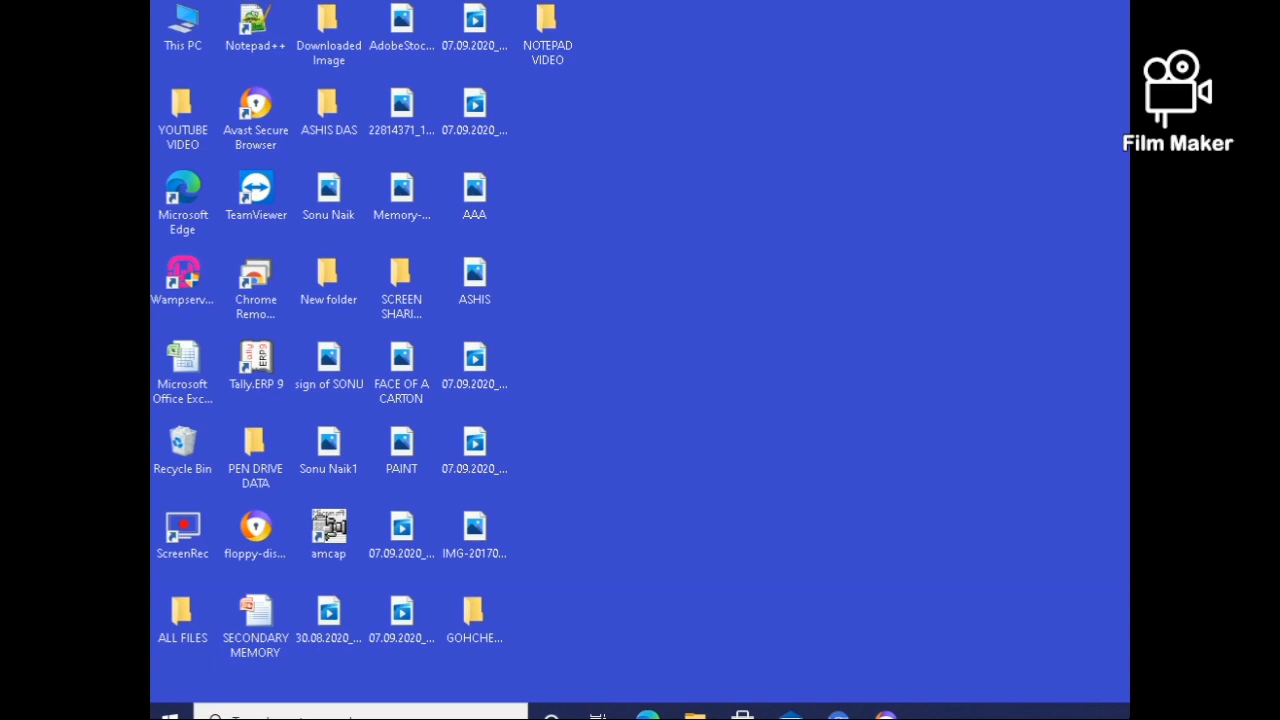 This PC
Notepad++
Downloaded
Image
AdobeStoc...
07.09.2020_...
NOTEPAD
VIDEO
YOUTUBE
VIDEO
Avast Secure
Browser
ASHIS DAS
22814371_1...
07.09.2020_...
Microsoft
Edge
TeamViewer
Sonu Naik
Memory-...
AAA
Wampserv...
Chrome
Remo...
New folder
SCREEN
SHARI...
ASHIS
Microsoft
Office Exc...
Tally.ERP 9
sign of SONU
FACE OF A
CARTON
07.09.2020_...
Recycle Bin
PEN DRIVE
DATA
Sonu Naik1
PAINT
07.09.2020_...
ScreenRec
floppy-dis...
amcap
07.09.2020_...
IMG-20170...
ALL FILES
SECONDARY
MEMORY
30.08.2020_...
07.09.2020_...
GOHCHE...
Film Maker